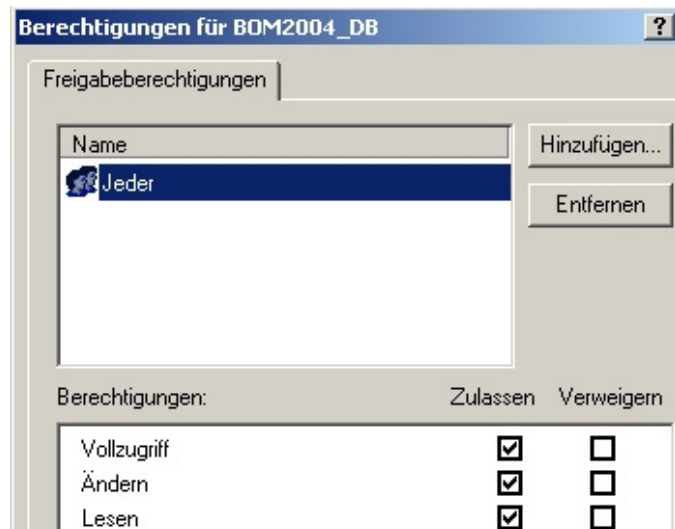 Berechtigungen für BOM2004_DB ?
Freigabeberechtigungen
Name
Hinzufügen...
Jeder
Entfernen
Berechtigungen: Zulassen Verweigern
Vollzugriff
Ändern
Lesen